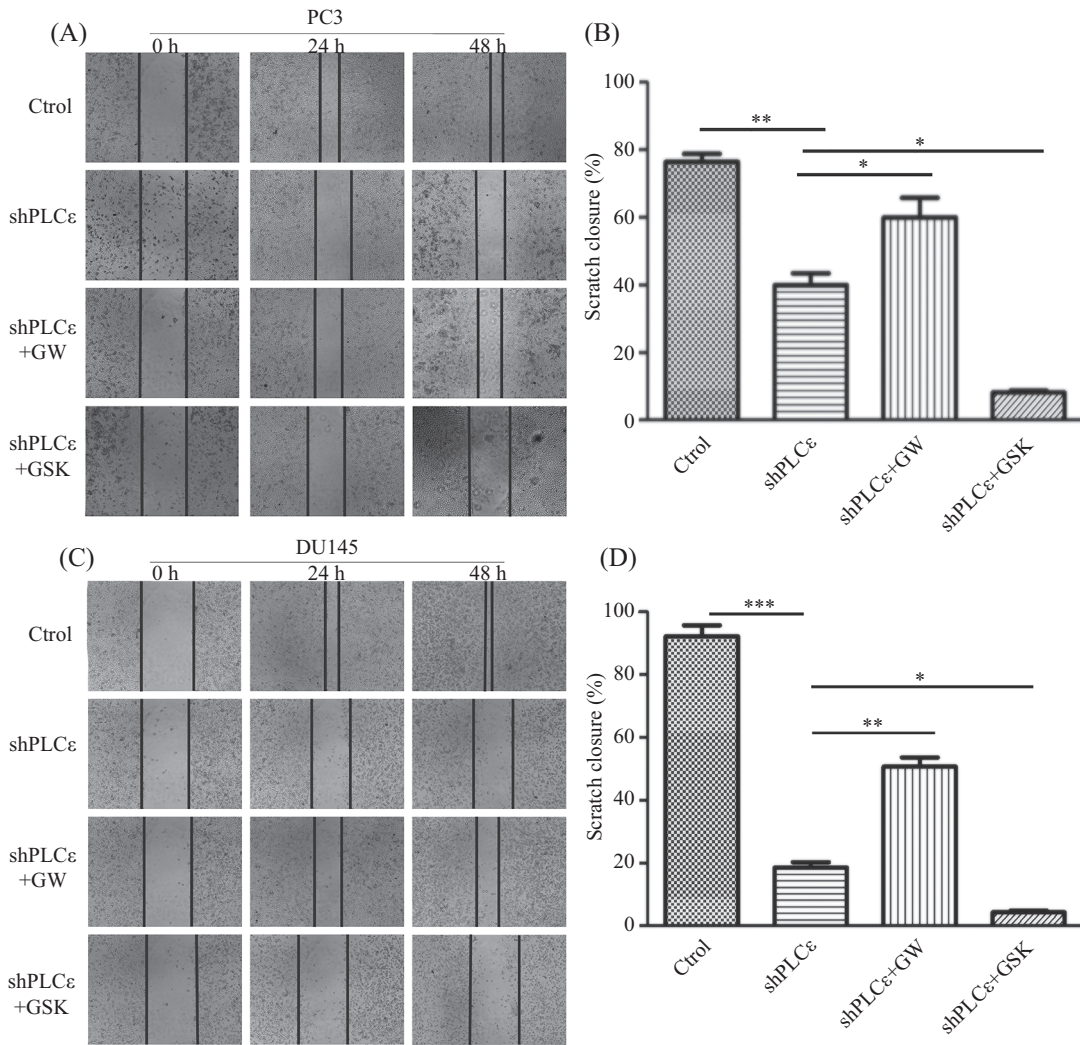 (A)
PC3
0 h
24 h
48 h
Ctrol
shPLCε
shPLCε
+GW
shPLCε
+GSK
(B)
Scratch closure (%)
100
80
60
40
20
0
**
*
*
Ctrol
shPLCε
shPLCε+GW
shPLCε+GSK
(C)
DU145
0 h
24 h
48 h
Ctrol
shPLCε
shPLCε
+GW
shPLCε
+GSK
(D)
Scratch closure (%)
100
80
60
40
20
0
***
*
**
Ctrol
shPLCε
shPLCε+GW
shPLCε+GSK